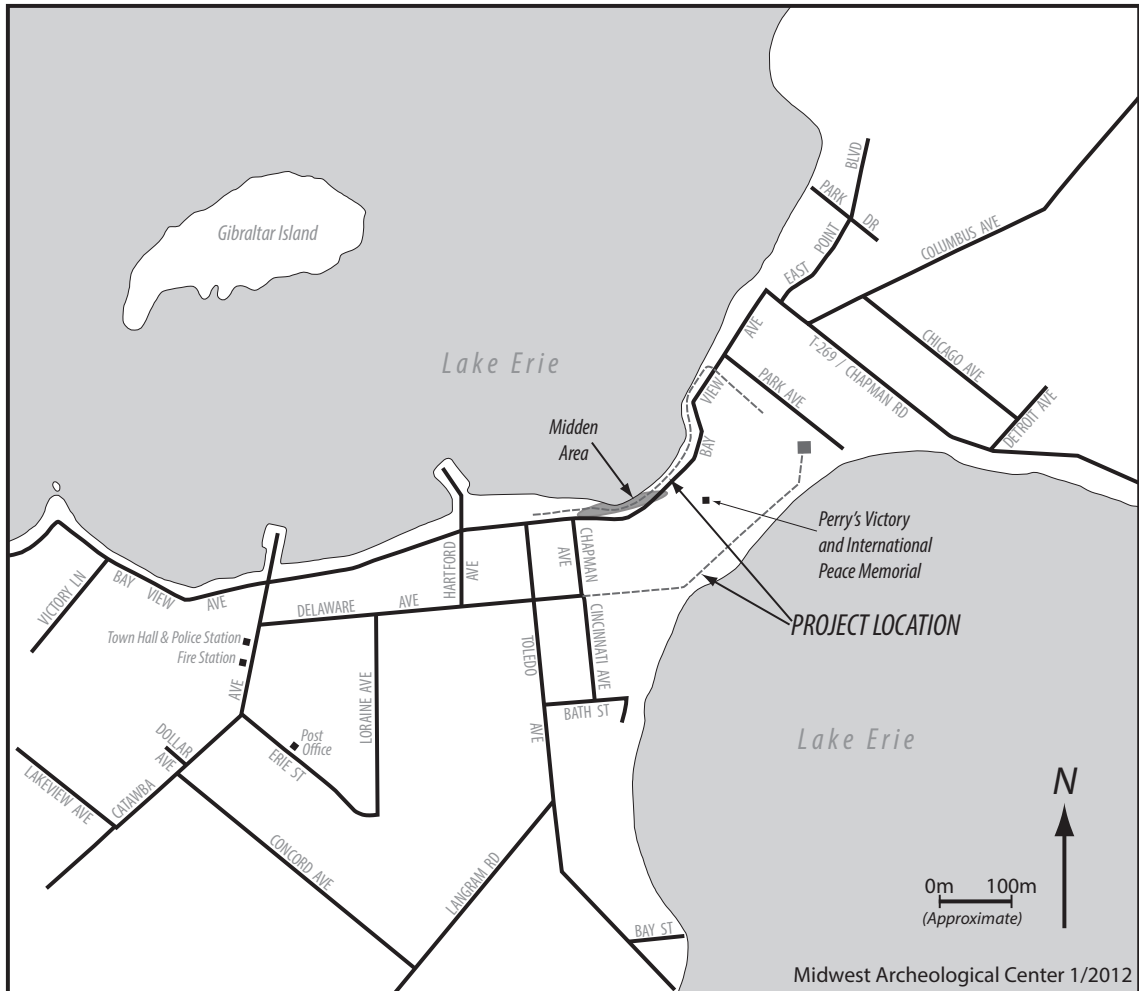 Gibraltar Island
Lake Erie
BLVD
PARK
DR
POINT
EAST
COLUMBUS AVE
AVE
VIEW
BAY
T-269 / CHAPMAN RD
CHICAGO AVE
PARK AVE
DETROIT AVE
Midden
Area
Perry's Victory
and International
Peace Memorial
PROJECT LOCATION
CHAPMAN
AVE
HARTFORD
AVE
VICTORY LN
BAY
VIEW
AVE
DELAWARE
AVE
Town Hall & Police Station
Fire Station
AVE
TOLEDO
AVE
CINCINNATI AVE
BATH ST
LORAINE AVE
Post
Office
ERIE ST
DOLLAR
AVE
CATAWBA
LAKEVIEW AVE
CONCORD AVE
LANGRAM RD
BAY ST
Lake Erie
N
0m
100m
(Approximate)
Midwest Archeological Center 1/2012